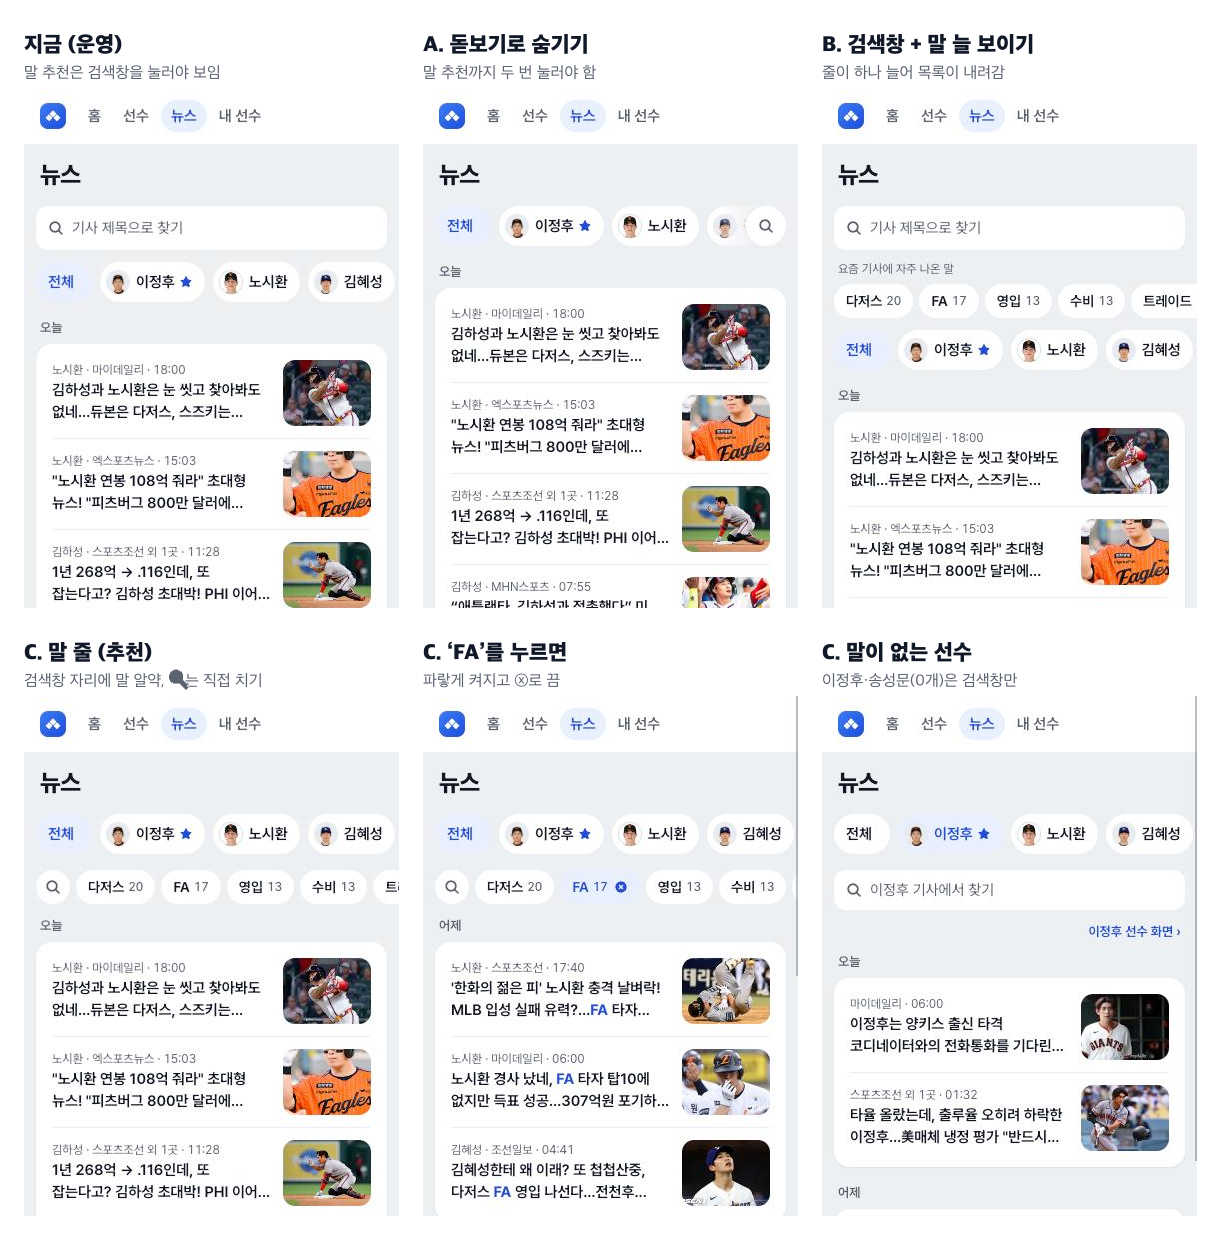 지금 (운영)
말 추천은 검색창을 눌러야 보임
홈 선수 뉴스 내 선수
뉴스
기사 제목으로 찾기
전체 이정후 노시환 김혜성
오늘
노시환 · 마이데일리 · 18:00
김하성과 노시환은 눈 씻고 찾아봐도
없네...듀본은 다저스, 스즈키는...
노시환 · 엑스포츠뉴스 · 15:03
"노시환 연봉 108억 줘라" 초대형
뉴스! "피츠버그 800만 달러에...
김하성 · 스포츠조선 외 1곳 · 11:28
1년 268억 → .116인데, 또
잡는다고? 김하성 초대박! PHI 이어...
A. 돋보기로 숨기기
말 추천까지 두 번 눌러야 함
홈 선수 뉴스 내 선수
뉴스
전체 이정후 노시환
오늘
노시환 · 마이데일리 · 18:00
김하성과 노시환은 눈 씻고 찾아봐도
없네...듀본은 다저스, 스즈키는...
노시환 · 엑스포츠뉴스 · 15:03
"노시환 연봉 108억 줘라" 초대형
뉴스! "피츠버그 800만 달러에...
김하성 · 스포츠조선 외 1곳 · 11:28
1년 268억 → .116인데, 또
잡는다고? 김하성 초대박! PHI 이어...
김하성 · MHN스포츠 · 07:55
“애틀랜타, 김하성과 접촉했다” 미
B. 검색창 + 말 늘 보이기
줄이 하나 늘어 목록이 내려감
홈 선수 뉴스 내 선수
뉴스
기사 제목으로 찾기
요즘 기사에 자주 나온 말
다저스 20 FA 17 영입 13 수비 13 트레이드
전체 이정후 노시환 김혜성
오늘
노시환 · 마이데일리 · 18:00
김하성과 노시환은 눈 씻고 찾아봐도
없네...듀본은 다저스, 스즈키는...
노시환 · 엑스포츠뉴스 · 15:03
"노시환 연봉 108억 줘라" 초대형
뉴스! "피츠버그 800만 달러에...
C. 말 줄 (추천)
검색창 자리에 말 알약, 🔍는 직접 치기
홈 선수 뉴스 내 선수
뉴스
전체 이정후 노시환 김혜성
다저스 20 FA 17 영입 13 수비 13 트
오늘
노시환 · 마이데일리 · 18:00
김하성과 노시환은 눈 씻고 찾아봐도
없네...듀본은 다저스, 스즈키는...
노시환 · 엑스포츠뉴스 · 15:03
"노시환 연봉 108억 줘라" 초대형
뉴스! "피츠버그 800만 달러에...
김하성 · 스포츠조선 외 1곳 · 11:28
1년 268억 → .116인데, 또
잡는다고? 김하성 초대박! PHI 이어...
C. ‘FA’를 누르면
파랗게 켜지고 ⓧ로 끔
홈 선수 뉴스 내 선수
뉴스
전체 이정후 노시환 김혜성
다저스 20 FA 17 영입 13 수비 13
어제
노시환 · 스포츠조선 · 17:40
'한화의 젊은 피' 노시환 충격 날벼락!
MLB 입성 실패 유력?...FA 타자...
노시환 · 마이데일리 · 06:00
노시환 경사 났네, FA 타자 탑10에
없지만 득표 성공...307억원 포기하...
김혜성 · 조선일보 · 04:41
김혜성한테 왜 이래? 또 첩첩산중,
다저스 FA 영입 나선다...전천후...
C. 말이 없는 선수
이정후·송성문(0개)은 검색창만
홈 선수 뉴스 내 선수
뉴스
전체 이정후 노시환 김혜성
이정후 기사에서 찾기
이정후 선수 화면 ›
오늘
마이데일리 · 06:00
이정후는 양키스 출신 타격
코디네이터와의 전화통화를 기다린...
스포츠조선 외 1곳 · 01:32
타율 올랐는데, 출루율 오히려 하락한
이정후...美매체 냉정 평가 "반드시...
어제